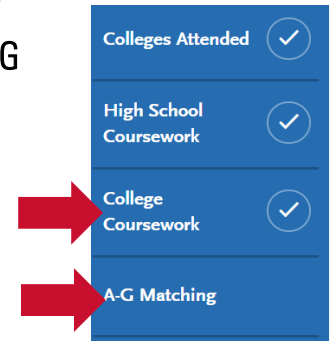 G
Colleges Attended
High School
Coursework
College
Coursework
A-G Matching